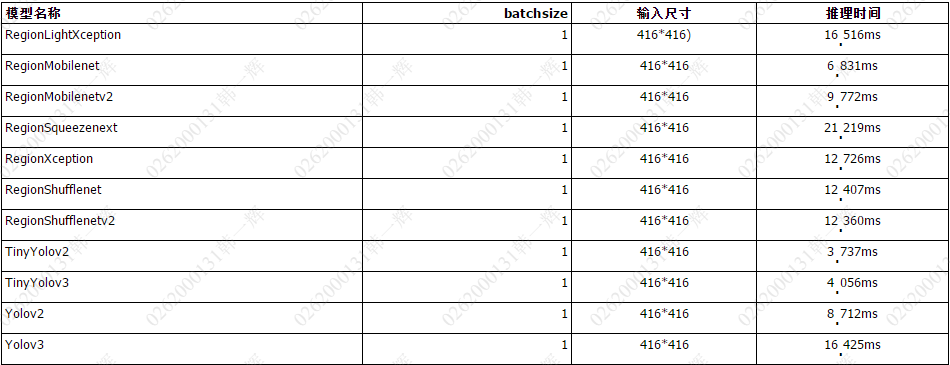 模型名称 batchsize 输入尺寸 推理时间
RegionLightXception 1 416*416) 16.516ms
RegionMobilenet 1 416*416 6.831ms
RegionMobilenetv2 1 416*416 9.772ms
RegionSqueezenext 1 416*416 21.219ms
RegionXception 1 416*416 12.726ms
RegionShufflenet 1 416*416 12.407ms
RegionShufflenetv2 1 416*416 12.360ms
TinyYolov2 1 416*416 3.737ms
TinyYolov3 1 416*416 4.056ms
Yolov2 1 416*416 8.712ms
Yolov3 1 416*416 16.425ms
0262000131韩一辉